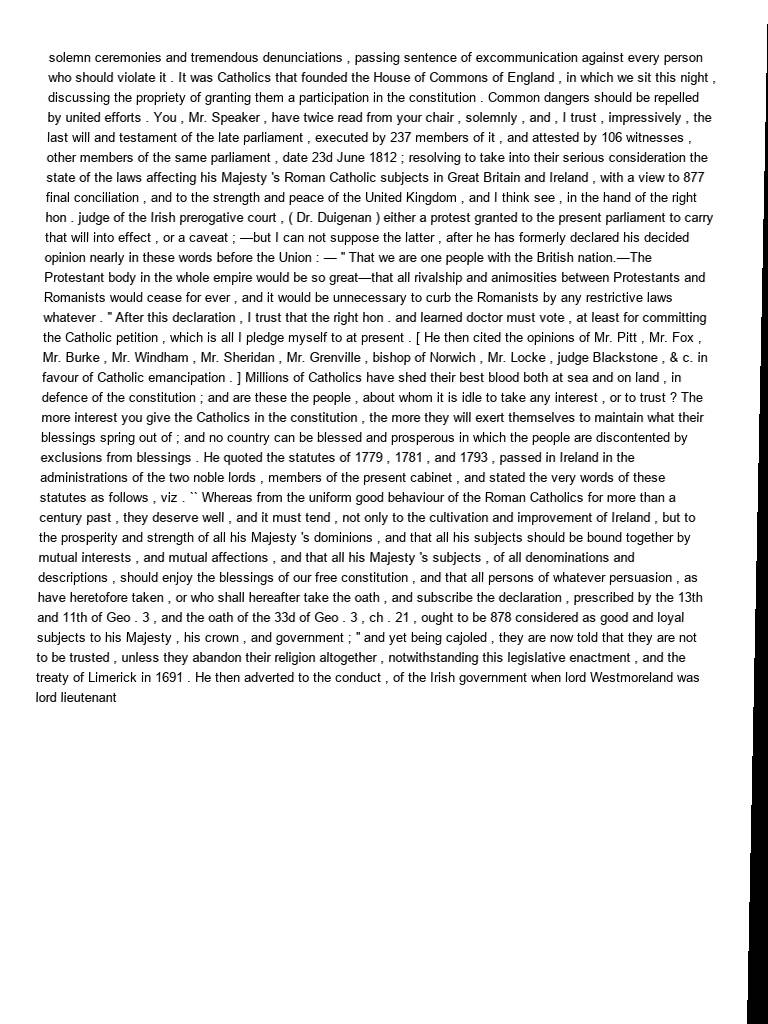 solemn ceremonies and tremendous denunciations , passing sentence of excommunication against every person
who should violate it . It was Catholics that founded the House of Commons of England , in which we sit this night ,
discussing the propriety of granting them a participation in the constitution . Common dangers should be repelled
by united efforts . You , Mr. Speaker , have twice read from your chair , solemnly , and , I trust , impressively , the
last will and testament of the late parliament , executed by 237 members of it , and attested by 106 witnesses ,
other members of the same parliament , date 23d June 1812 ; resolving to take into their serious consideration the
state of the laws affecting his Majesty 's Roman Catholic subjects in Great Britain and Ireland , with a view to 877
final conciliation , and to the strength and peace of the United Kingdom , and I think see , in the hand of the right
hon . judge of the Irish prerogative court , ( Dr. Duigenan ) either a protest granted to the present parliament to carry
that will into effect , or a caveat ; —but I can not suppose the latter , after he has formerly declared his decided
opinion nearly in these words before the Union : — " That we are one people with the British nation.—The
Protestant body in the whole empire would be so great—that all rivalship and animosities between Protestants and
Romanists would cease for ever , and it would be unnecessary to curb the Romanists by any restrictive laws
whatever . " After this declaration , I trust that the right hon . and learned doctor must vote , at least for committing
the Catholic petition , which is all I pledge myself to at present . [ He then cited the opinions of Mr. Pitt , Mr. Fox ,
Mr. Burke , Mr. Windham , Mr. Sheridan , Mr. Grenville , bishop of Norwich , Mr. Locke , judge Blackstone , & c. in
favour of Catholic emancipation . ] Millions of Catholics have shed their best blood both at sea and on land , in
defence of the constitution ; and are these the people , about whom it is idle to take any interest , or to trust ? The
more interest you give the Catholics in the constitution , the more they will exert themselves to maintain what their
blessings spring out of ; and no country can be blessed and prosperous in which the people are discontented by
exclusions from blessings . He quoted the statutes of 1779 , 1781 , and 1793 , passed in Ireland in the
administrations of the two noble lords , members of the present cabinet , and stated the very words of these
statutes as follows , viz . `` Whereas from the uniform good behaviour of the Roman Catholics for more than a
century past , they deserve well , and it must tend , not only to the cultivation and improvement of Ireland , but to
the prosperity and strength of all his Majesty 's dominions , and that all his subjects should be bound together by
mutual interests , and mutual affections , and that all his Majesty 's subjects , of all denominations and
descriptions , should enjoy the blessings of our free constitution , and that all persons of whatever persuasion , as
have heretofore taken , or who shall hereafter take the oath , and subscribe the declaration , prescribed by the 13th
and 11th of Geo . 3 , and the oath of the 33d of Geo . 3 , ch . 21 , ought to be 878 considered as good and loyal
subjects to his Majesty , his crown , and government ; " and yet being cajoled , they are now told that they are not
to be trusted , unless they abandon their religion altogether , notwithstanding this legislative enactment , and the
treaty of Limerick in 1691 . He then adverted to the conduct , of the Irish government when lord Westmoreland was
lord lieutenant